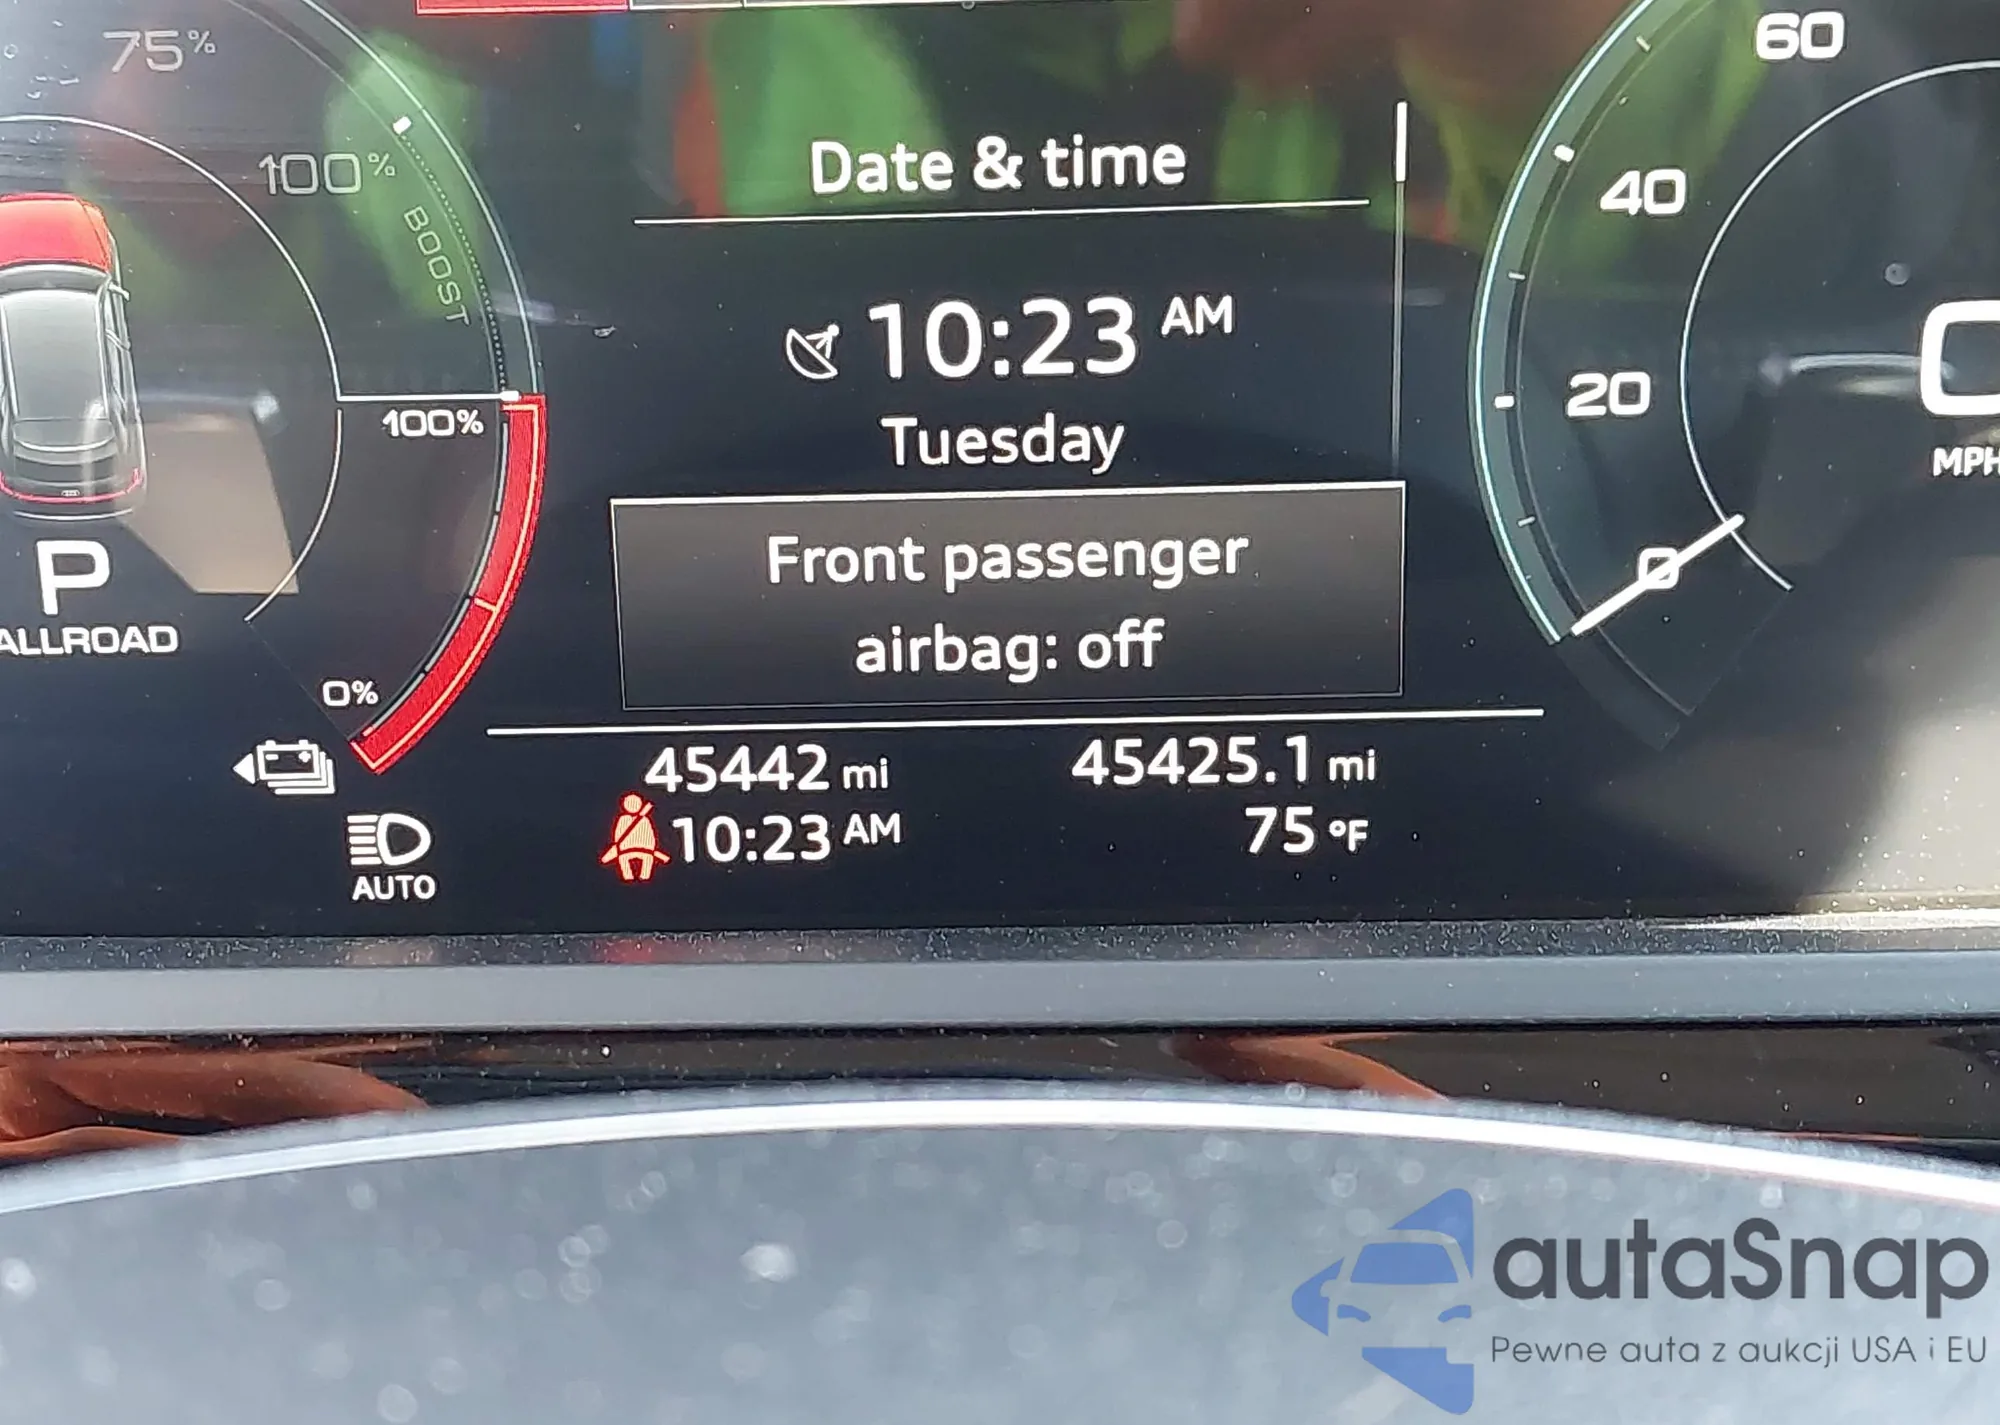 75%
100%
BOOST
100%
0%
P
ALLROAD
AUTO
Date & time
10:23 AM
Tuesday
Front passenger
airbag: off
45442 mi
45425.1 mi
10:23 AM
75 °F
60
40
20
0
0
MPH
autaSnap
Pewne auta z aukcji USA i EU